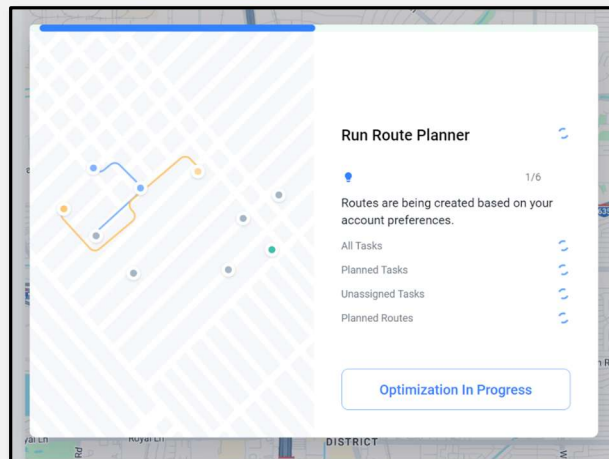 Run Route Planner
1/6
Routes are being created based on your
account preferences.
All Tasks
Planned Tasks
Unassigned Tasks
Planned Routes
Optimization In Progress
Royal Ln
DISTRICT